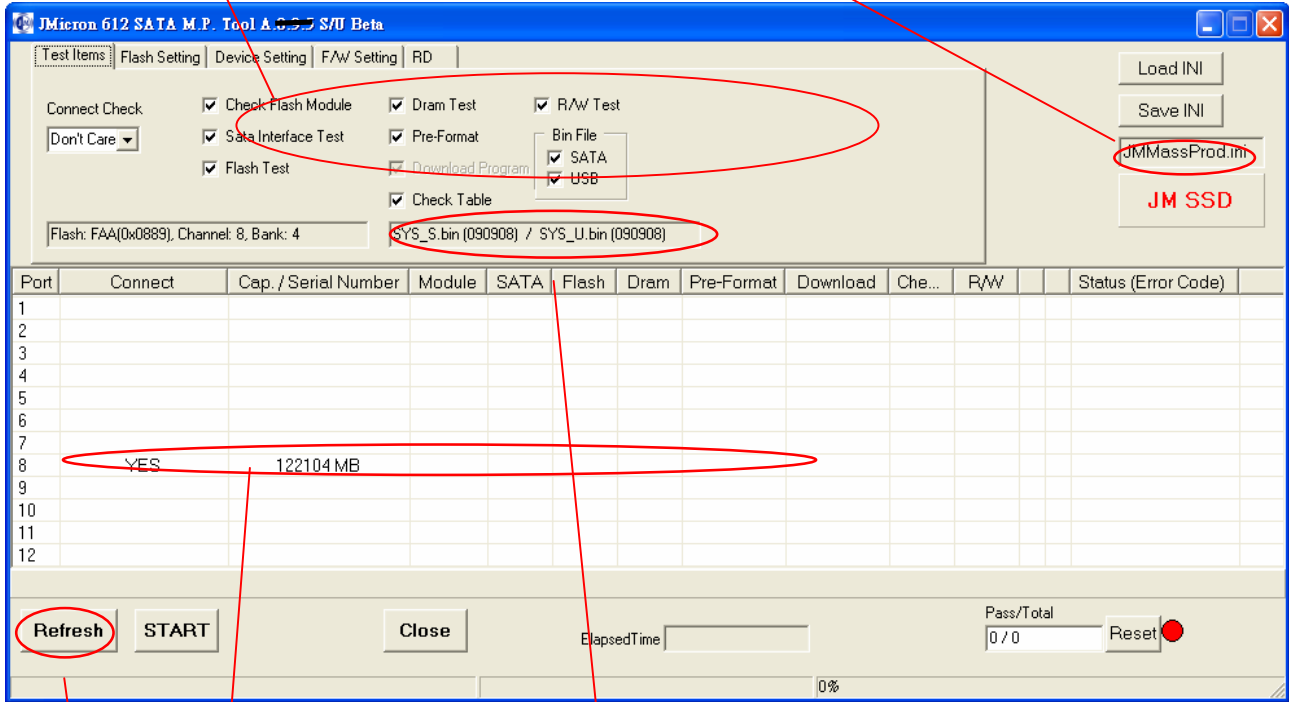 JMicron 612 SATA M.P. Tool A S/U Beta
Test Items Flash Setting Device Setting F/W Setting RD
Load INI
Save INI
JMMassProd.ini
JM SSD
Connect Check
Don't Care
Check Flash Module Dram Test R/W Test
Sata Interface Test Pre-Format Bin File
SATA
Flash Test Download Program USB
Check Table
Flash: FAA(0x0889), Channel: 8, Bank: 4 SYS_S.bin (090908) / SYS_U.bin (090908)
Port Connect Cap. / Serial Number Module SATA Flash Dram Pre-Format Download Che... R/W Status (Error Code)
1
2
3
4
5
6
7
8 YES 122104 MB
9
10
11
12
Refresh START Close ElapsedTime Pass/Total
0 / 0 Reset
0%